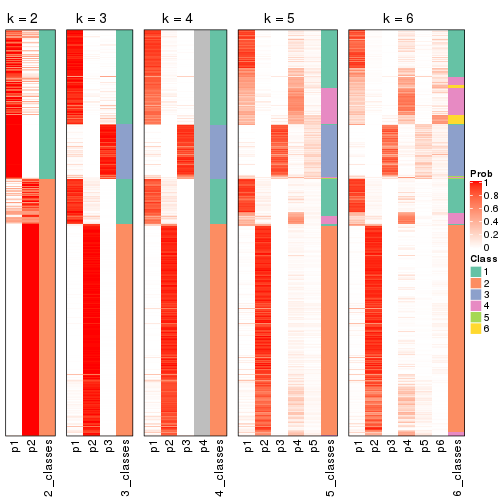 k = 2
k = 3
k = 4
k = 5
k = 6
Prob
1
0.8
0.6
0.4
0.2
0
Class
1
2
3
4
5
6
p1
p2
2_classes
p1
p2
p3
3_classes
p1
p2
p3
p4
4_classes
p1
p2
p3
p4
p5
5_classes
p1
p2
p3
p4
p5
p6
6_classes